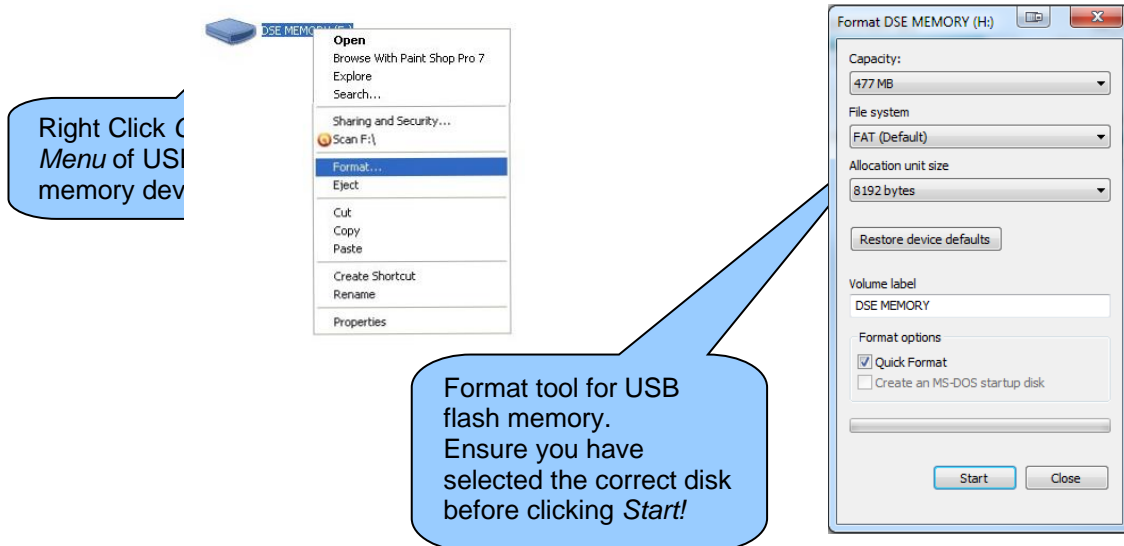 DSE MEMO
Open
Browse With Paint Shop Pro 7
Explore
Search...
Sharing and Security...
Scan F:\
Format...
Eject
Cut
Copy
Paste
Create Shortcut
Rename
Properties
Right Click
Menu of USB
memory dev
Format tool for USB
flash memory.
Ensure you have
selected the correct disk
before clicking Start!
Format DSE MEMORY (H:)
Capacity:
477 MB
File system
FAT (Default)
Allocation unit size
8192 bytes
Restore device defaults
Volume label
DSE MEMORY
Format options
Quick Format
Create an MS-DOS startup disk
Start Close